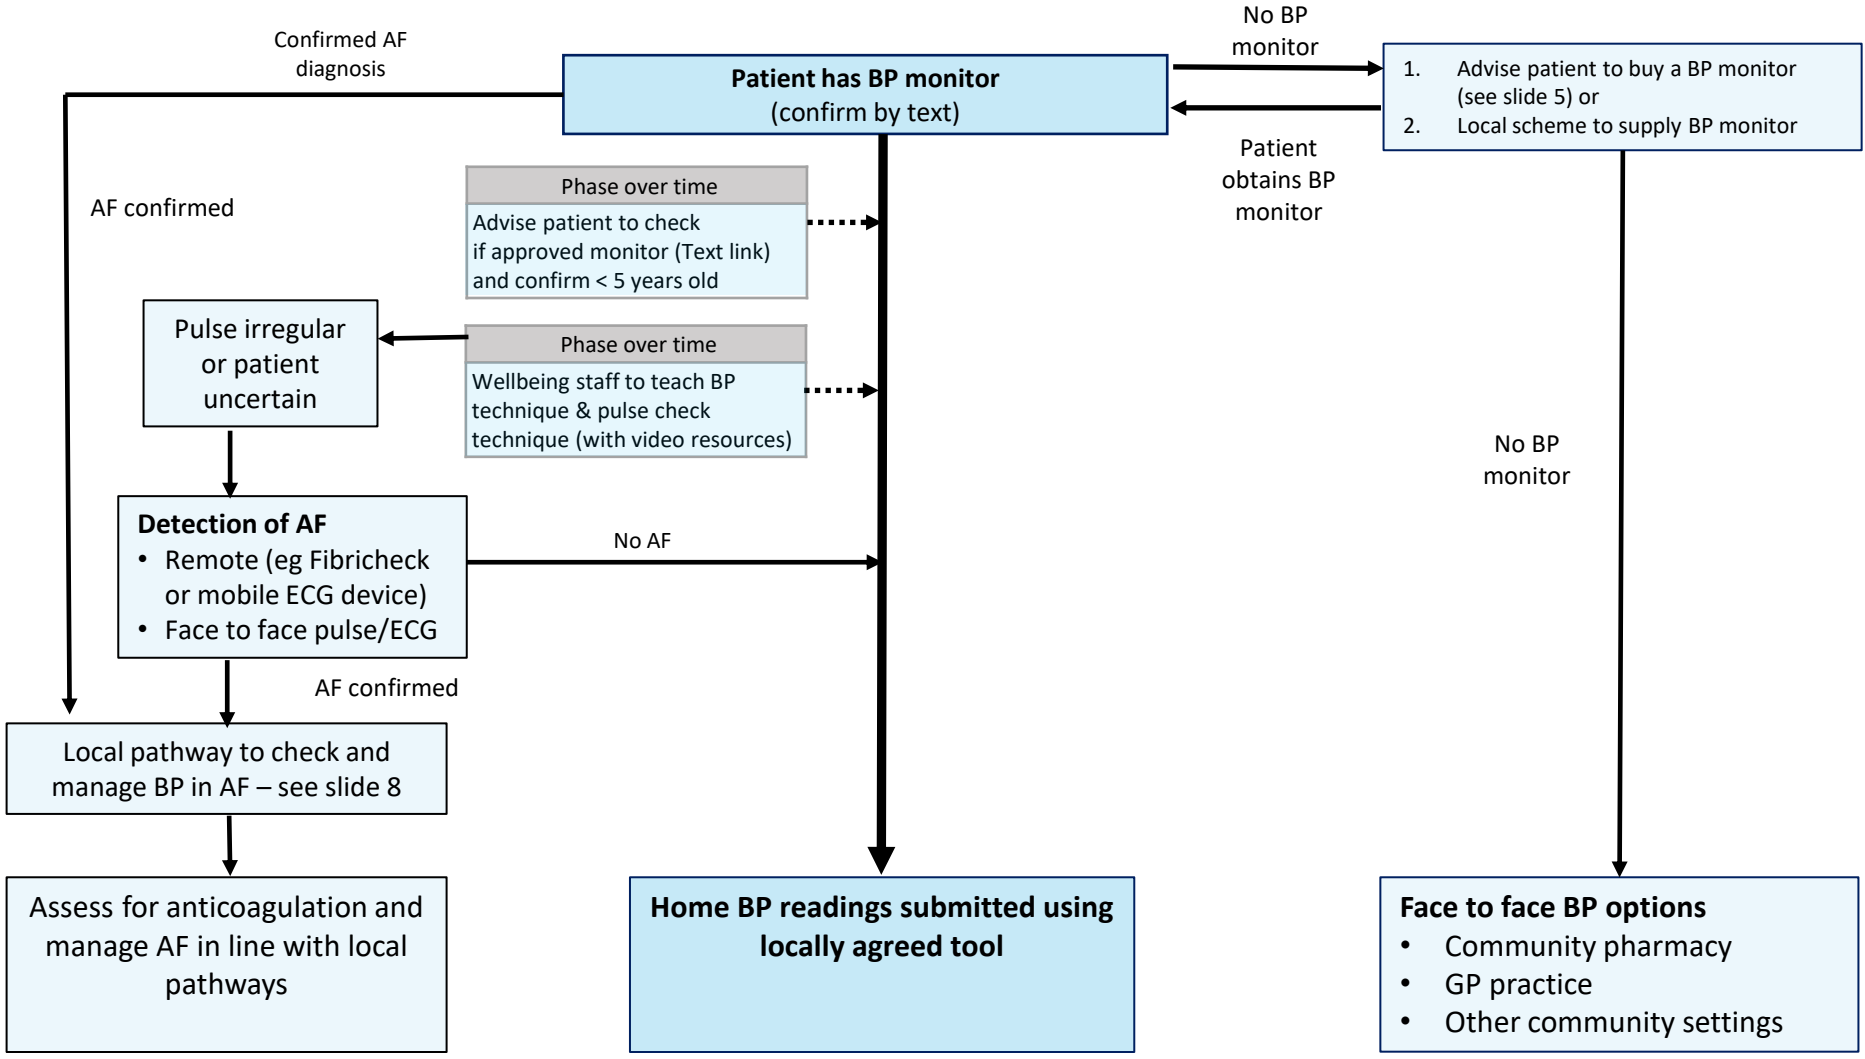 Confirmed AF
diagnosis
Patient has BP monitor
(confirm by text)
No BP
monitor
1. Advise patient to buy a BP monitor
(see slide 5) or
2. Local scheme to supply BP monitor
Patient
obtains BP
monitor
AF confirmed
Phase over time
Advise patient to check
if approved monitor (Text link)
and confirm < 5 years old
Pulse irregular
or patient
uncertain
Phase over time
Wellbeing staff to teach BP
technique & pulse check
technique (with video resources)
No BP
monitor
Detection of AF
• Remote (eg Fibricheck
or mobile ECG device)
• Face to face pulse/ECG
No AF
AF confirmed
Local pathway to check and
manage BP in AF – see slide 8
Assess for anticoagulation and
manage AF in line with local
pathways
Home BP readings submitted using
locally agreed tool
Face to face BP options
• Community pharmacy
• GP practice
• Other community settings